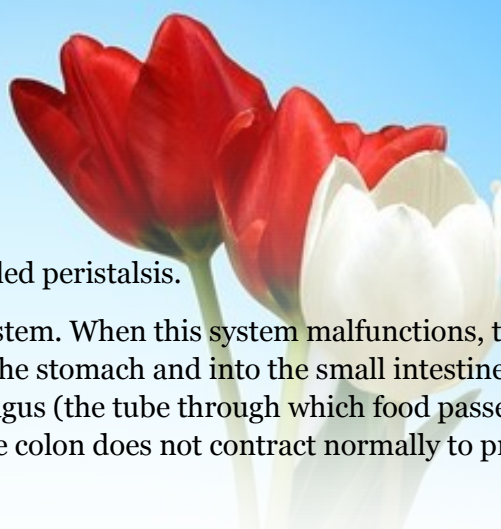 led peristalsis.
stem. When this system malfunctions, t
he stomach and into the small intestine
gus (the tube through which food passe
e colon does not contract normally to pr